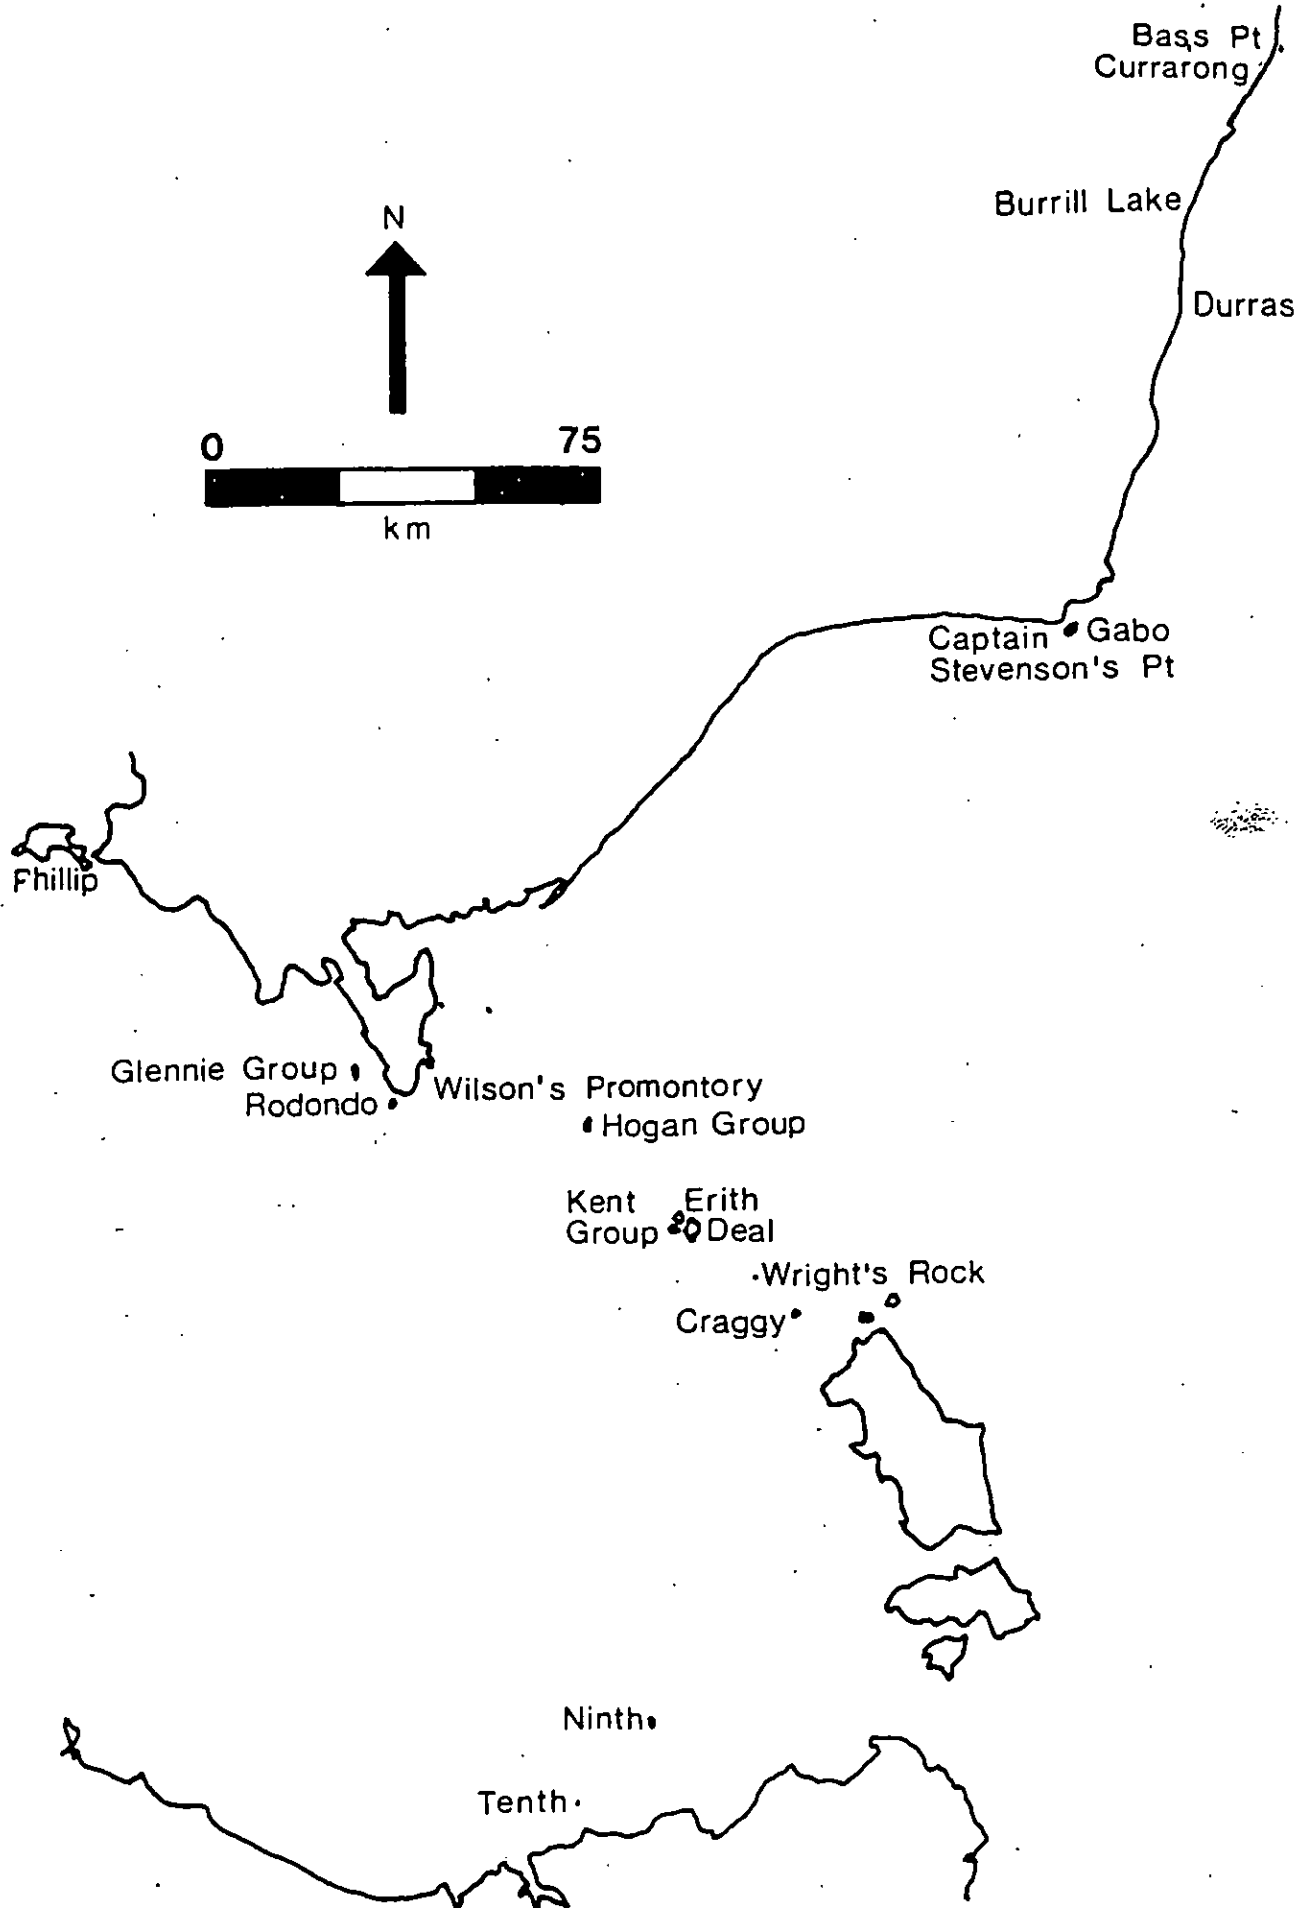 Bass Pt
Currarong
Burrill Lake
N
Durras
0 75
km
Captain Gabo
Stevenson's Pt
Fhillip
Glennie Group
Wilson's Promontory
Rodondo
Hogan Group
Kent Erith
Group Deal
Wright's Rock
Craggy
Ninth
Tenth